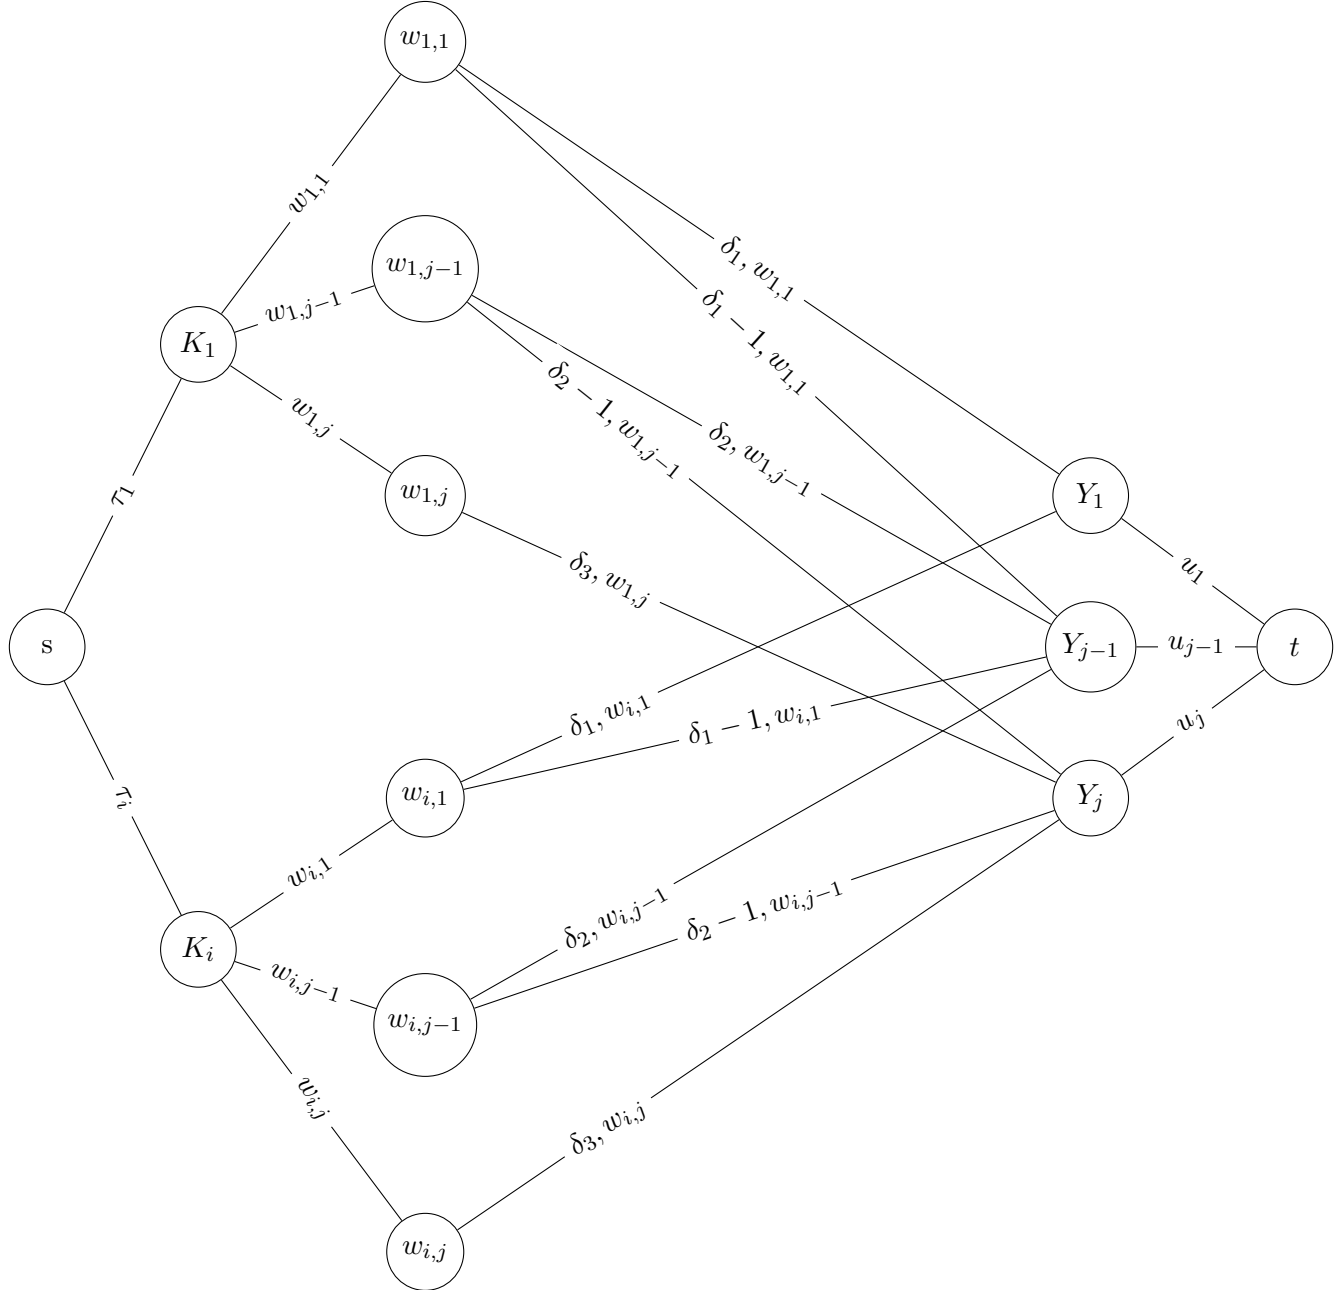 w_{1,1}
w_{1,1}
δ_1, w_{1,1}
w_{1,j−1}
δ_1 − 1, w_{1,1}
w_{1,j−1}
K_1
δ_2 − 1, w_{1,j−1}
w_{1,j}
δ_2, w_{1,j−1}
τ_1
w_{1,j}
Y_1
δ_3, w_{1,j}
u_1
s
Y_{j−1}
u_{j−1}
t
δ_1, w_{i,1}
δ_1 − 1, w_{i,1}
u_j
τ_i
w_{i,1}
Y_j
w_{i,1}
δ_2, w_{i,j−1}
δ_2 − 1, w_{i,j−1}
K_i
w_{i,j−1}
w_{i,j−1}
w_{i,j}
δ_3, w_{i,j}
w_{i,j}